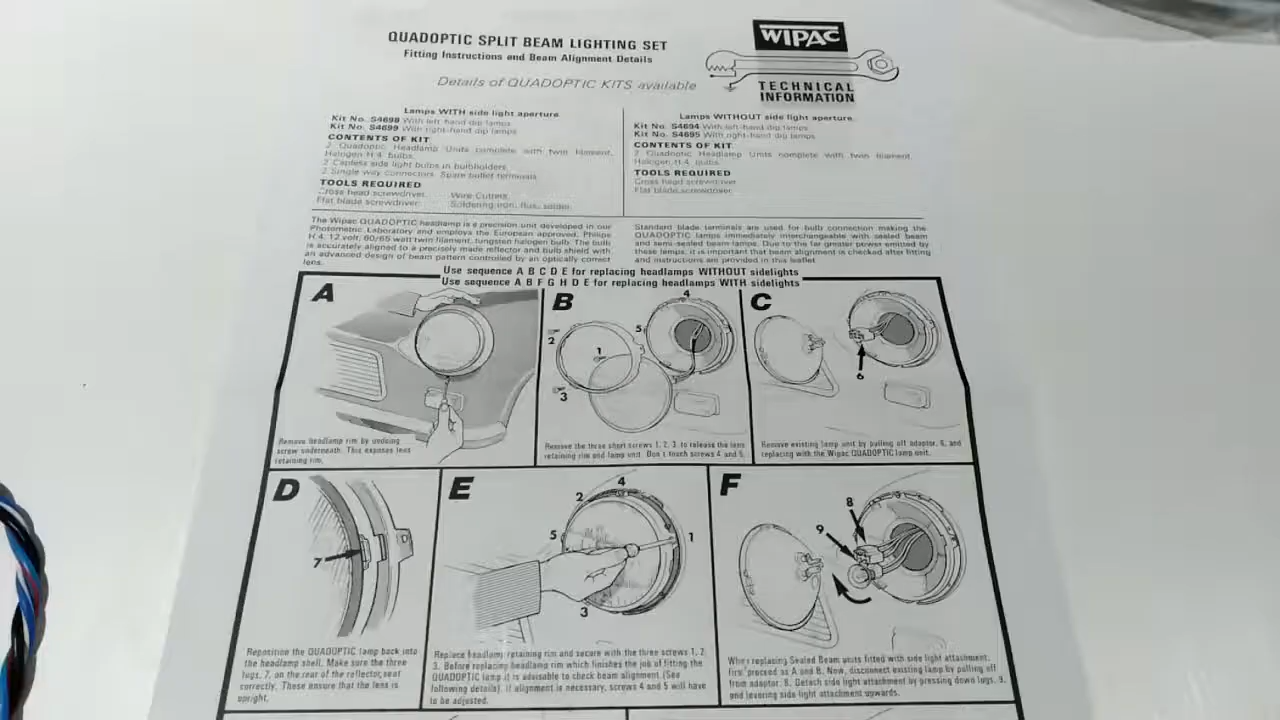 QUADOPTIC SPLIT BEAM LIGHTING SET
Fitting Instructions and Beam Alignment Details
Details of QUADOPTIC KITS available
WIPAC
TECHNICAL
INFORMATION
Lamps WITH side light aperture.
Kit No. S4698 With left-hand dip lamps.
Kit No. S4699 With right-hand dip lamps
CONTENTS OF KIT
2 Quadoptic Headlamp Units complete with twin filament,
Halogen H.4. bulbs.
2 Capless side light bulbs in bulbholders.
2 Single way connectors. Spare bullet terminals.
TOOLS REQUIRED
Cross head screwdriver. Wire Cutters.
Flat blade screwdriver. Soldering iron, flux, solder.
Lamps WITHOUT side light aperture.
Kit No. S4694 With left-hand dip lamps.
Kit No. S4695 With right-hand dip lamps.
CONTENTS OF KIT
2 Quadoptic Headlamp Units complete with twin filament,
Halogen H.4. bulbs.
TOOLS REQUIRED
Cross head screwdriver.
Flat blade screwdriver.
The Wipac QUADOPTIC headlamp is a precision unit developed in our
Photometric Laboratory and employs the European approved, Philips
H.4. 12 volt, 60/55 watt twin filament, tungsten halogen bulb. The bulb
is accurately aligned to a precisely made reflector and bulb shield with
an advanced design of beam pattern controlled by an optically correct
lens.
Standard blade terminals are used for bulb connection making the
QUADOPTIC lamps immediately interchangeable with sealed beam
and semi-sealed beam lamps. Due to the far greater power emitted by
these lamps, it is important that beam alignment is checked after fitting
and instructions are provided in this leaflet
Use sequence A B C D E for replacing headlamps WITHOUT sidelights
Use sequence A B F G H D E for replacing headlamps WITH sidelights
A
Remove headlamp rim by undoing
screw underneath. This exposes lens
retaining rim.
B
4
5
2
1
3
Remove the three short screws 1, 2, 3, to release the lens
retaining rim and lamp unit. Don't touch screws 4 and 5.
C
6
Remove existing lamp unit by pulling off adaptor, 6, and
replacing with the Wipac QUADOPTIC lamp unit.
D
7
Reposition the QUADOPTIC lamp back into
the headlamp shell. Make sure the three
lugs, 7, on the rear of the reflector, seat
correctly. These ensure that the lens is
upright.
E
4
2
5
1
3
Replace headlamp retaining rim and secure with the three screws 1, 2,
3. Before replacing headlamp rim which finishes the job of fitting the
QUADOPTIC lamp it is advisable to check beam alignment (See
following details). If alignment is necessary, screws 4 and 5 will have
to be adjusted.
F
8
9
When replacing Sealed Beam units fitted with side light attachment,
first proceed as A and B. Now, disconnect existing lamp by pulling off
from adaptor, 8. Detach side light attachment by pressing down lugs, 9,
and levering side light attachment upwards.